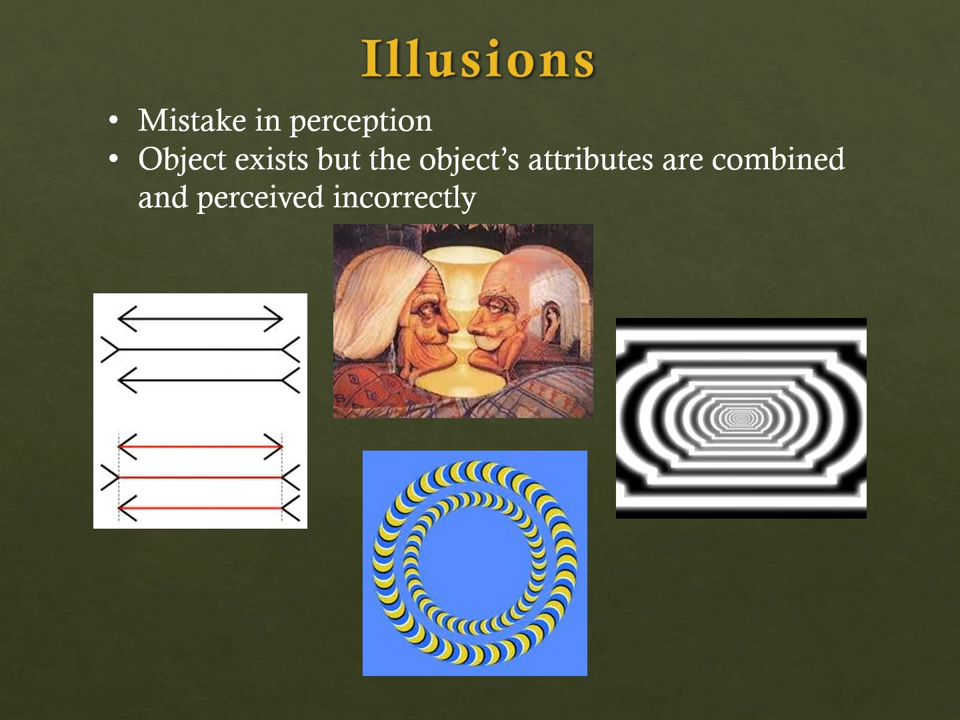 Illusions
• Mistake in perception
• Object exists but the object’s attributes are combined
and perceived incorrectly